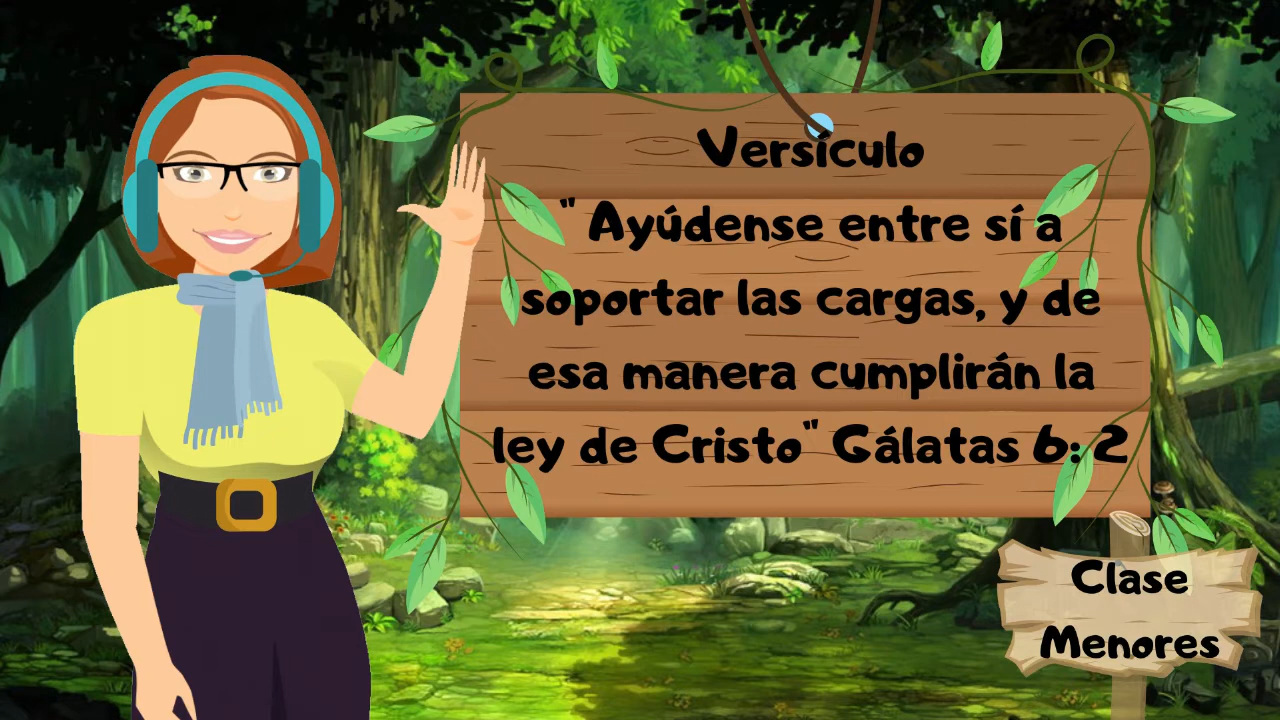 Versículo
" Ayúdense entre sí a
soportar las cargas, y de
esa manera cumplirán la
ley de Cristo" Gálatas 6: 2
Clase
Menores